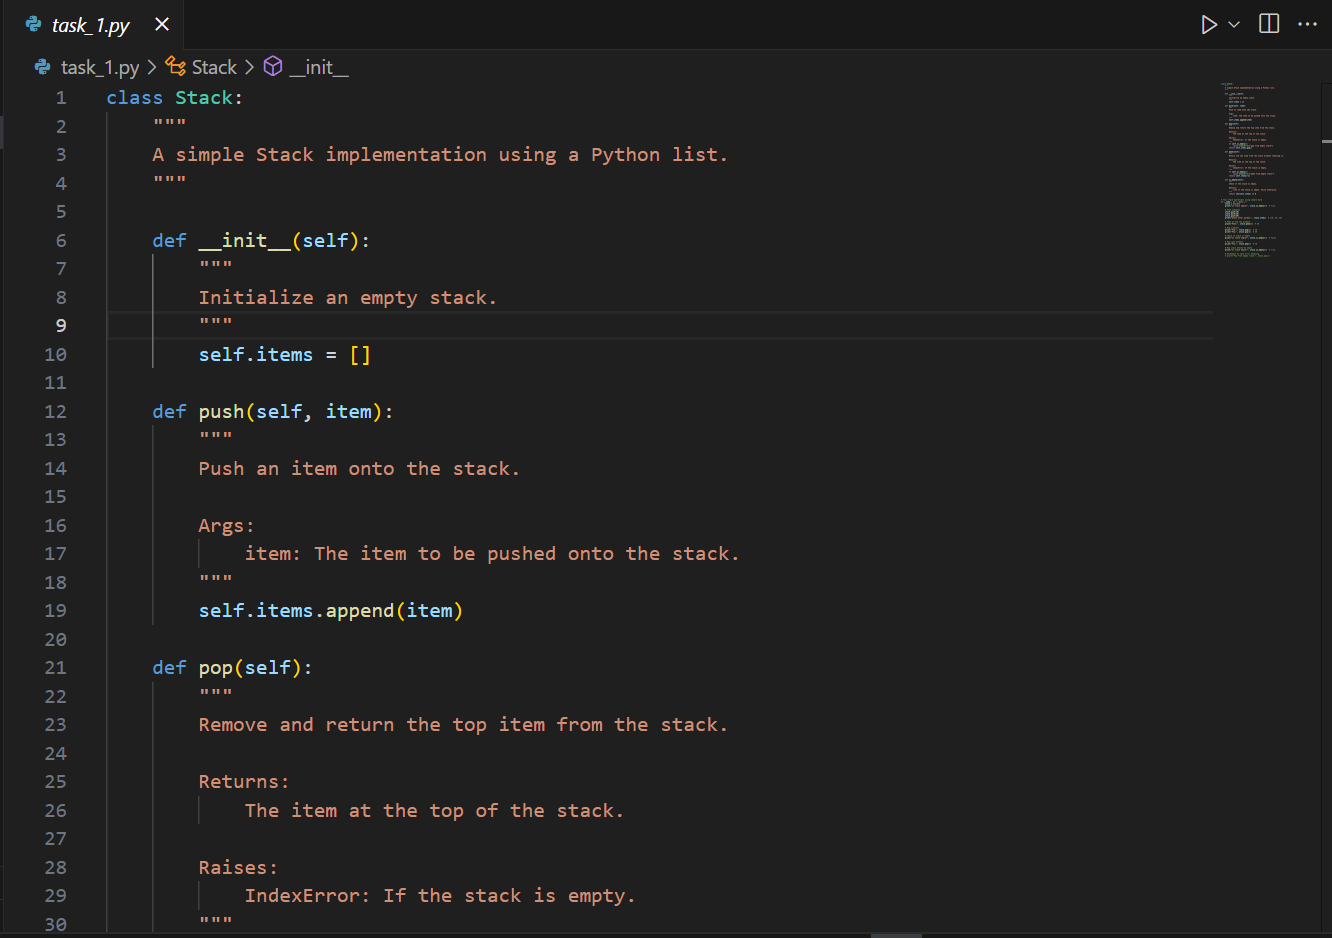 task_1.py
task_1.py > Stack > __init__
1 class Stack:
2     """
3     A simple Stack implementation using a Python list.
4     """
5
6     def __init__(self):
7         """
8         Initialize an empty stack.
9         """
10         self.items = []
11
12     def push(self, item):
13         """
14         Push an item onto the stack.
15
16         Args:
17             item: The item to be pushed onto the stack.
18         """
19         self.items.append(item)
20
21     def pop(self):
22         """
23         Remove and return the top item from the stack.
24
25         Returns:
26             The item at the top of the stack.
27
28         Raises:
29             IndexError: If the stack is empty.
30         """